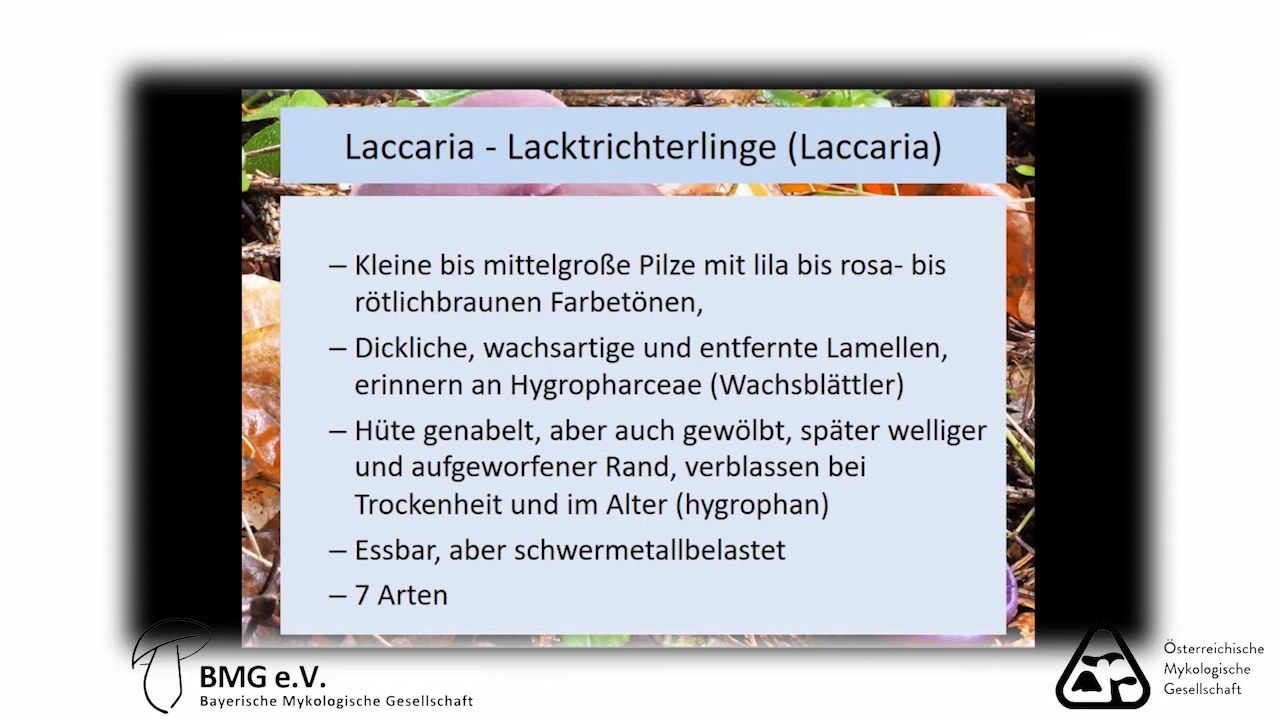 Laccaria - Lacktrichterlinge (Laccaria)
– Kleine bis mittelgroße Pilze mit lila bis rosa- bis
rötlichbraunen Farbetönen,
– Dickliche, wachsartige und entfernte Lamellen,
erinnern an Hygropharceae (Wachsblättler)
– Hüte genabelt, aber auch gewölbt, später welliger
und aufgeworfener Rand, verblassen bei
Trockenheit und im Alter (hygrophan)
– Essbar, aber schwermetallbelastet
– 7 Arten
BMG e.V.
Bayerische Mykologische Gesellschaft
Österreichische
Mykologische
Gesellschaft